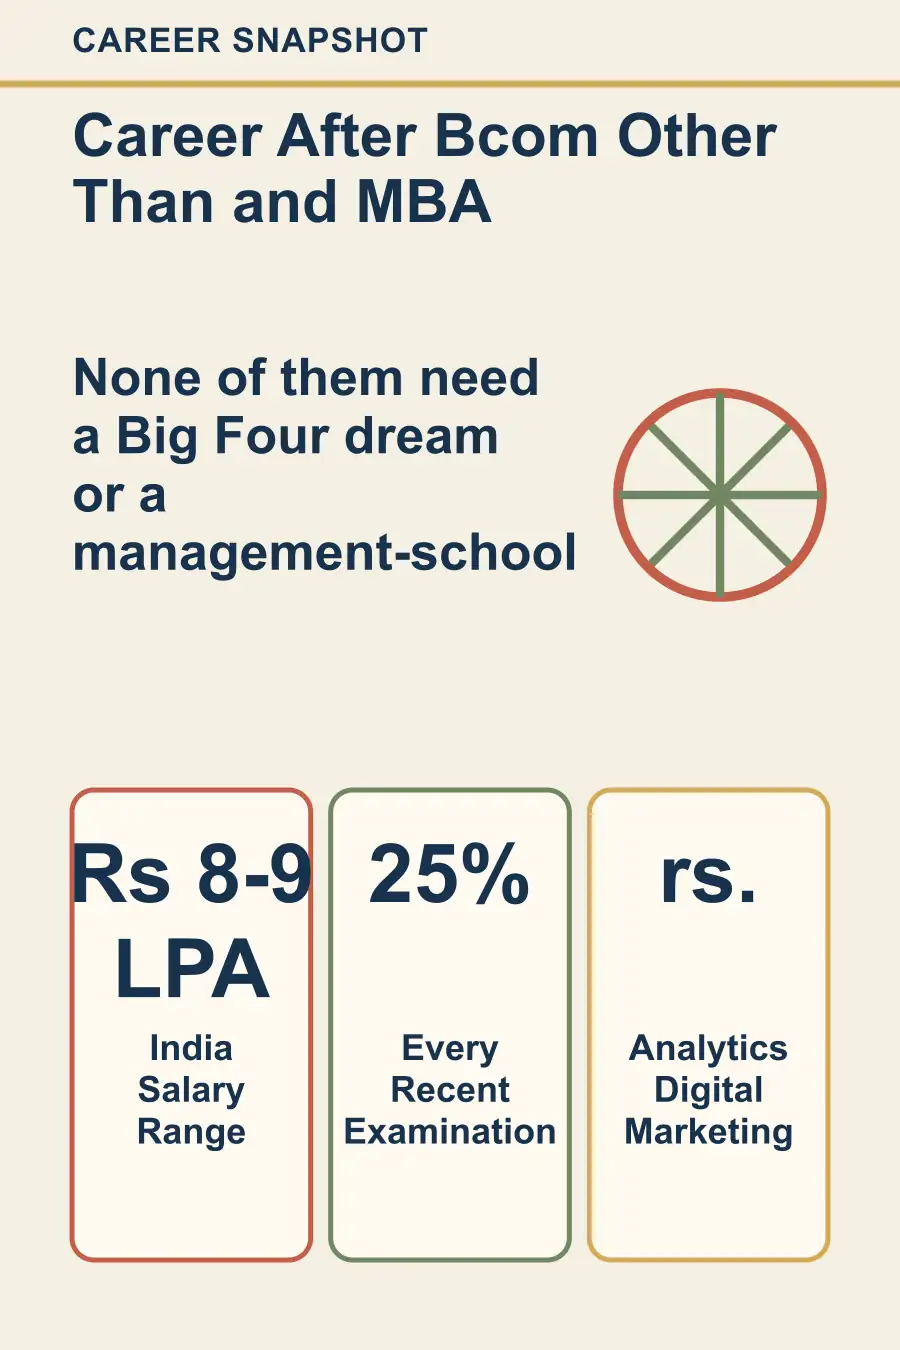 CAREER SNAPSHOT
Career After Bcom Other
Than and MBA
None of them need
a Big Four dream
or a
management-school
Rs 8-9
LPA
India
Salary
Range
25%
Every
Recent
Examination
rs.
Analytics
Digital
Marketing